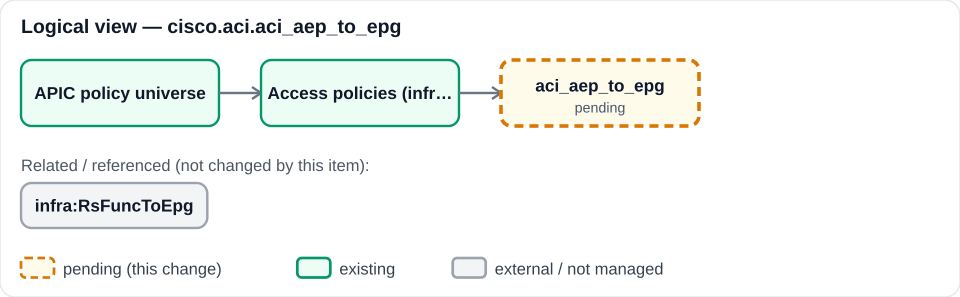 Logical view — cisco.aci.aci_aep_to_epg
APIC policy universe
Access policies (infr…
aci_aep_to_epg
pending
Related / referenced (not changed by this item):
infra:RsFuncToEpg
pending (this change)
existing
external / not managed